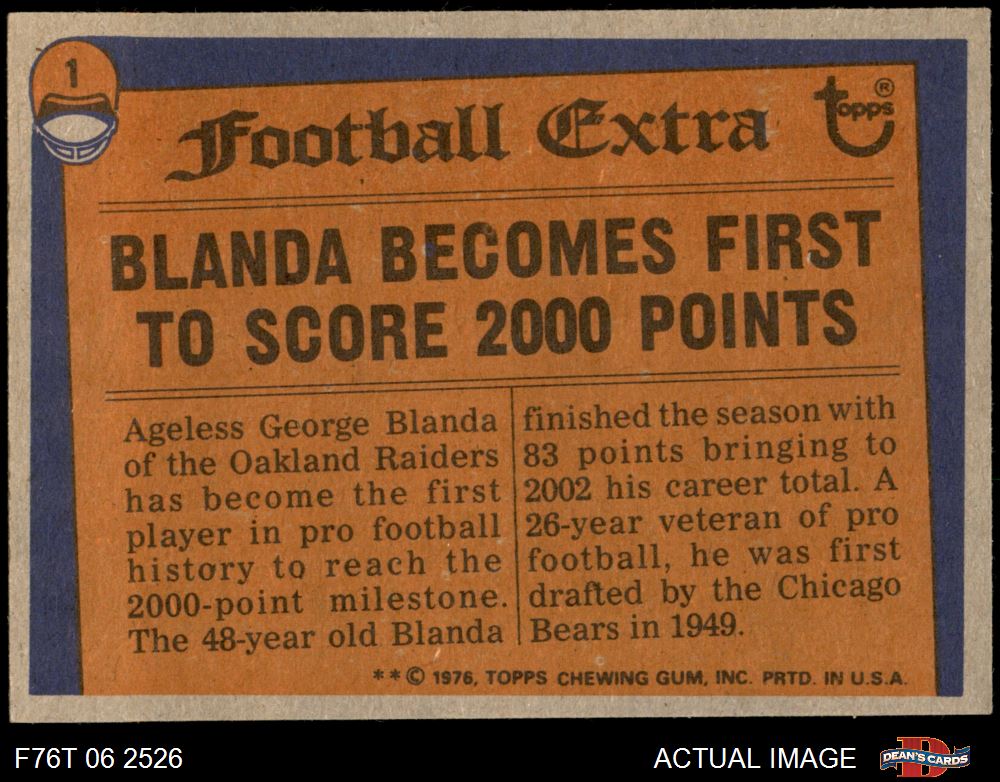 1
Football Extra
topps®
BLANDA BECOMES FIRST
TO SCORE 2000 POINTS
Ageless George Blanda
of the Oakland Raiders
has become the first
player in pro football
history to reach the
2000-point milestone.
The 48-year old Blanda
finished the season with
83 points bringing to
2002 his career total. A
26-year veteran of pro
football, he was first
drafted by the Chicago
Bears in 1949.
**© 1976, TOPPS CHEWING GUM, INC. PRTD. IN U.S.A.
F76T 06 2526
ACTUAL IMAGE
D
DEAN'S CARDS